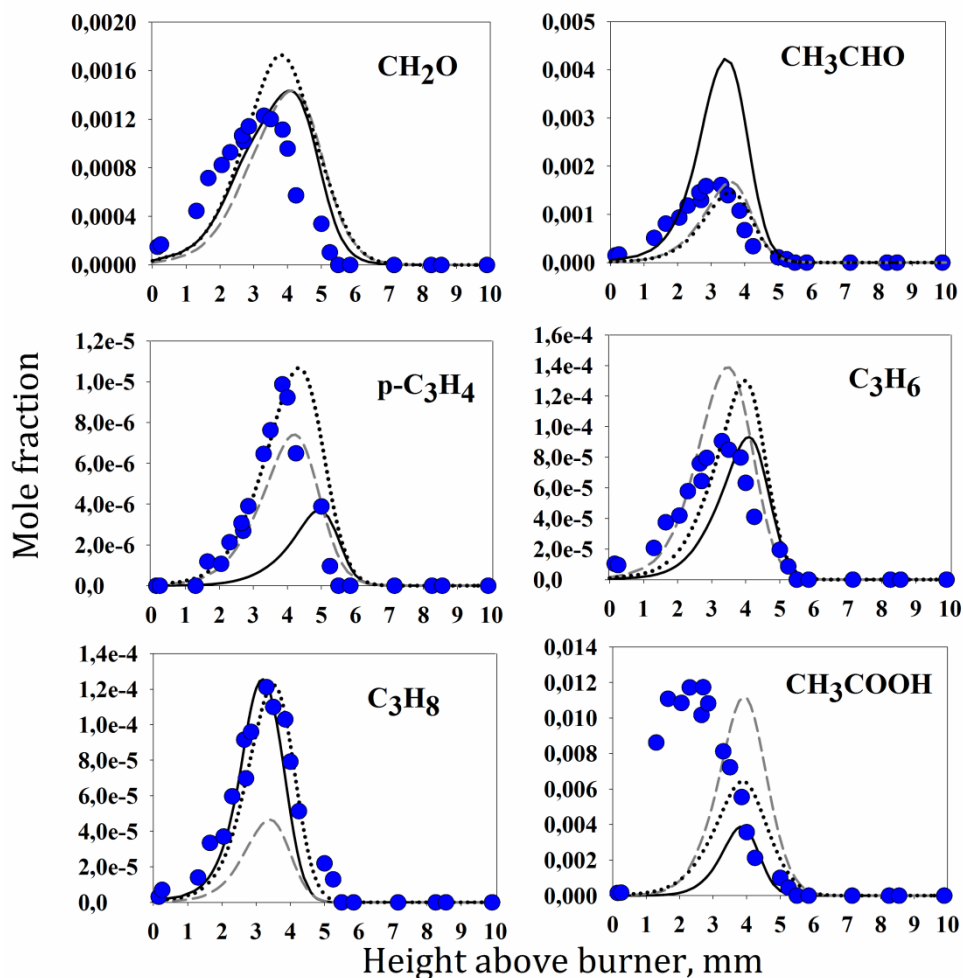 Mole fraction
0,0020
0,0016
0,0012
0,0008
0,0004
0,0000
CH₂O
0 1 2 3 4 5 6 7 8 9 10
0,005
0,004
0,003
0,002
0,001
0,000
CH₃CHO
0 1 2 3 4 5 6 7 8 9 10
1,2e-5
1,0e-5
8,0e-6
6,0e-6
4,0e-6
2,0e-6
0,0
p-C₃H₄
0 1 2 3 4 5 6 7 8 9 10
1,6e-4
1,4e-4
1,2e-4
1,0e-4
8,0e-5
6,0e-5
4,0e-5
2,0e-5
0,0
C₃H₆
0 1 2 3 4 5 6 7 8 9 10
1,4e-4
1,2e-4
1,0e-4
8,0e-5
6,0e-5
4,0e-5
2,0e-5
0,0
C₃H₈
0 1 2 3 4 5 6 7 8 9 10
0,014
0,012
0,010
0,008
0,006
0,004
0,002
0,000
CH₃COOH
0 1 2 3 4 5 6 7 8 9 10
Height above burner, mm